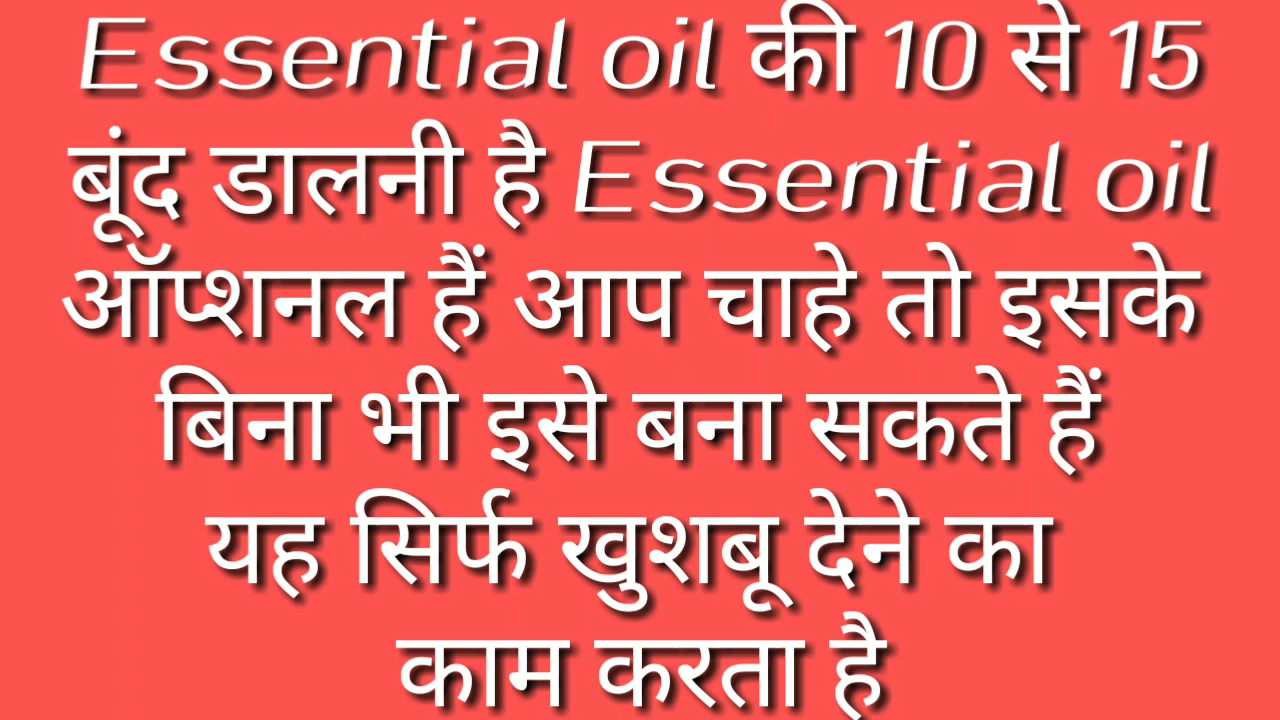 Essential oil की 10 से 15
बूंद डालनी है Essential oil
ऑप्शनल हैं आप चाहे तो इसके
बिना भी इसे बना सकते हैं
यह सिर्फ खुशबू देने का
काम करता है